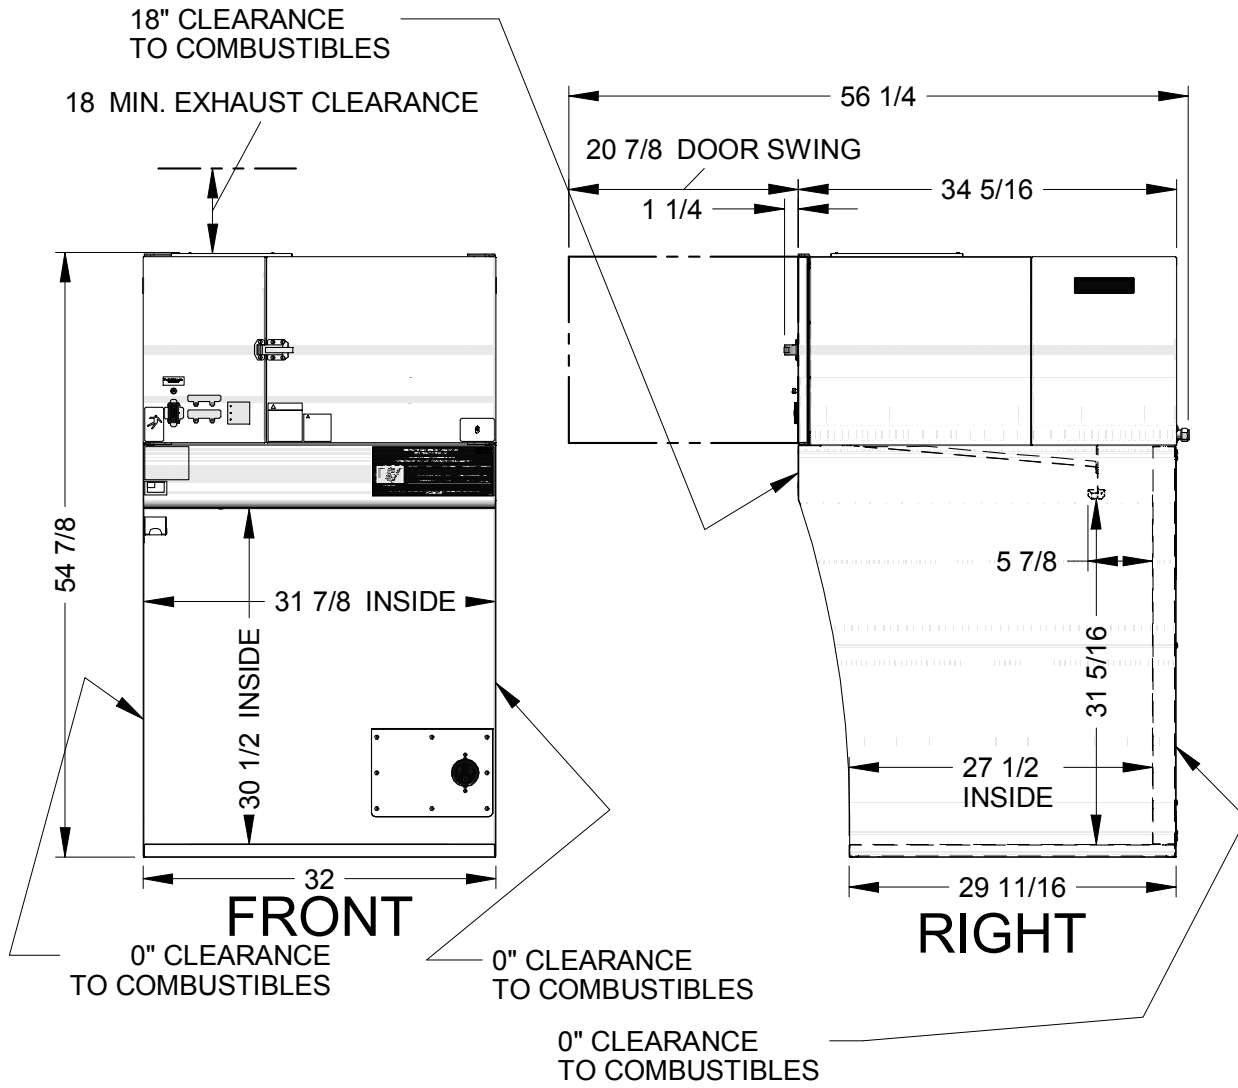 18" CLEARANCE
TO COMBUSTIBLES
18 MIN. EXHAUST CLEARANCE
56 1/4
20 7/8 DOOR SWING
34 5/16
1 1/4
54 7/8
31 7/8 INSIDE
30 1/2 INSIDE
5 7/8
31 5/16
27 1/2
INSIDE
32
29 11/16
FRONT
RIGHT
0" CLEARANCE
TO COMBUSTIBLES
0" CLEARANCE
TO COMBUSTIBLES
0" CLEARANCE
TO COMBUSTIBLES